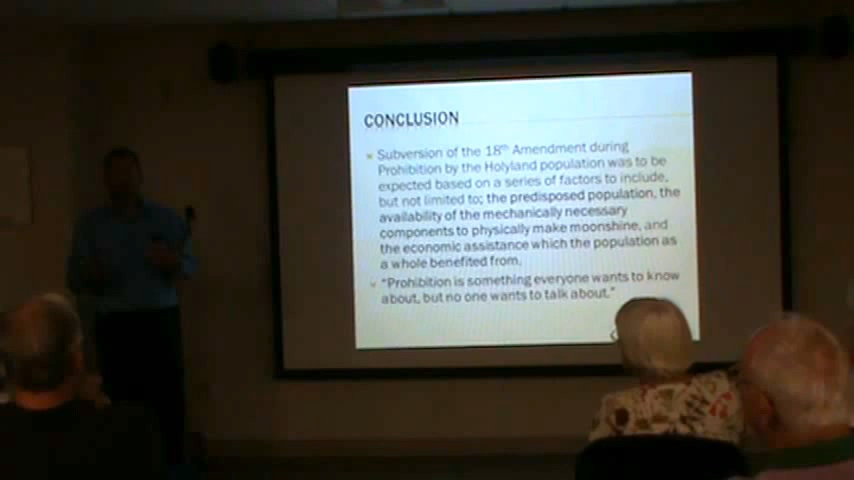 CONCLUSION
Subversion of the 18th Amendment during
Prohibition by the Holyland population was to be
expected based on a series of factors to include,
but not limited to; the predisposed population, the
availability of the mechanically necessary
components to physically make moonshine, and
the economic assistance which the population as
a whole benefited from.
"Prohibition is something everyone wants to know
about, but no one wants to talk about."